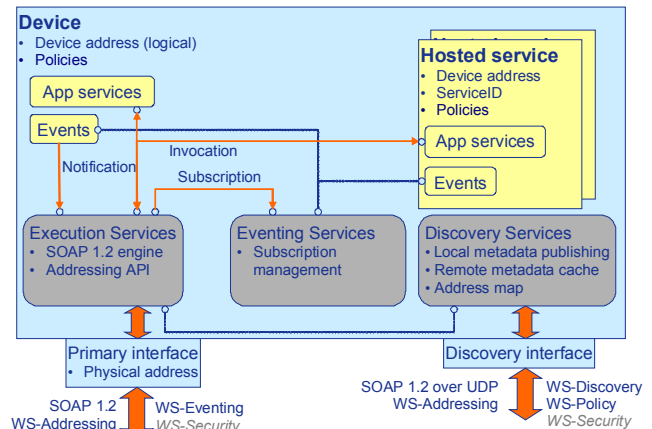 Device
• Device address (logical)
• Policies
App services
Events
Notification
Invocation
Subscription
Hosted service
• Device address
• ServiceID
• Policies
App services
Events
Execution Services
• SOAP 1.2 engine
• Addressing API
Eventing Services
• Subscription
management
Discovery Services
• Local metadata publishing
• Remote metadata cache
• Address map
Primary interface
• Physical address
Discovery interface
SOAP 1.2
WS-Addressing
WS-Eventing
WS-Security
SOAP 1.2 over UDP
WS-Addressing
WS-Discovery
WS-Policy
WS-Security